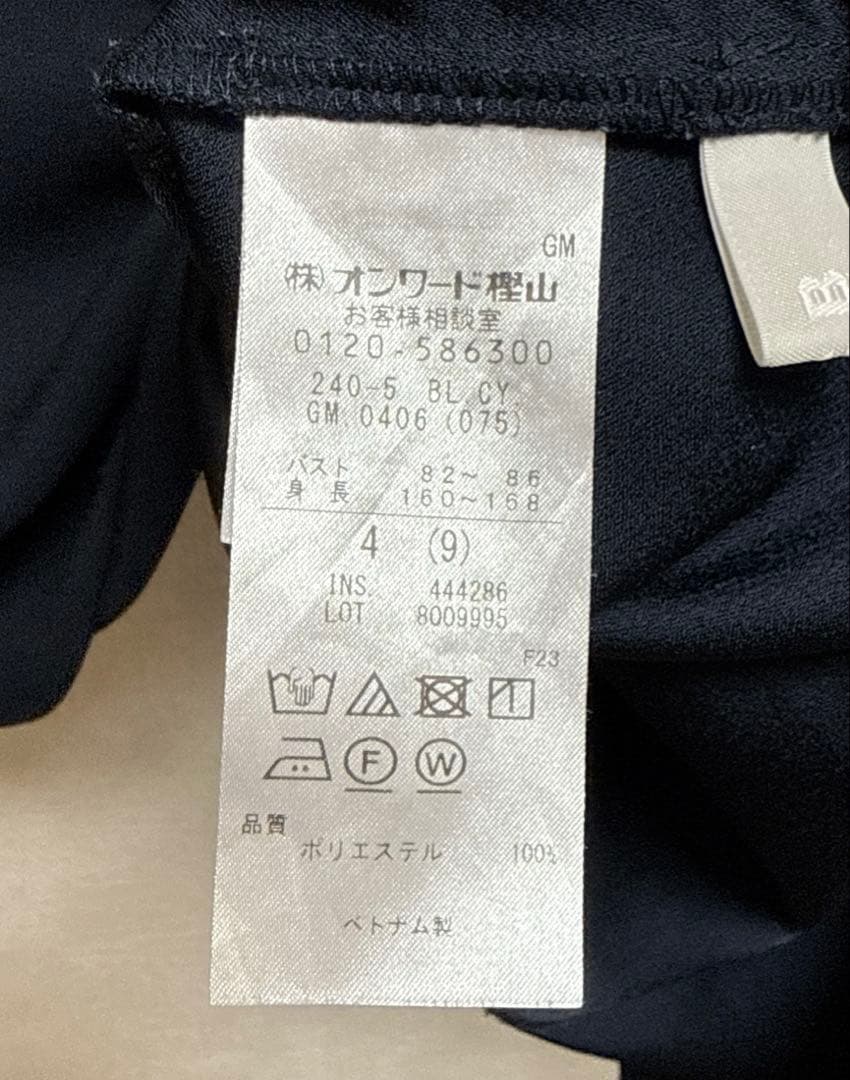 GM
(株)オンワード樫山
お客様相談室
0120-586300
240-5 BL.CY.
GM.0406 (075)
バスト 82～ 86
身 長 160～168
4 (9)
INS. 444286
LOT 8009995
F23
F W
品質
ポリエステル 100%
ベトナム製